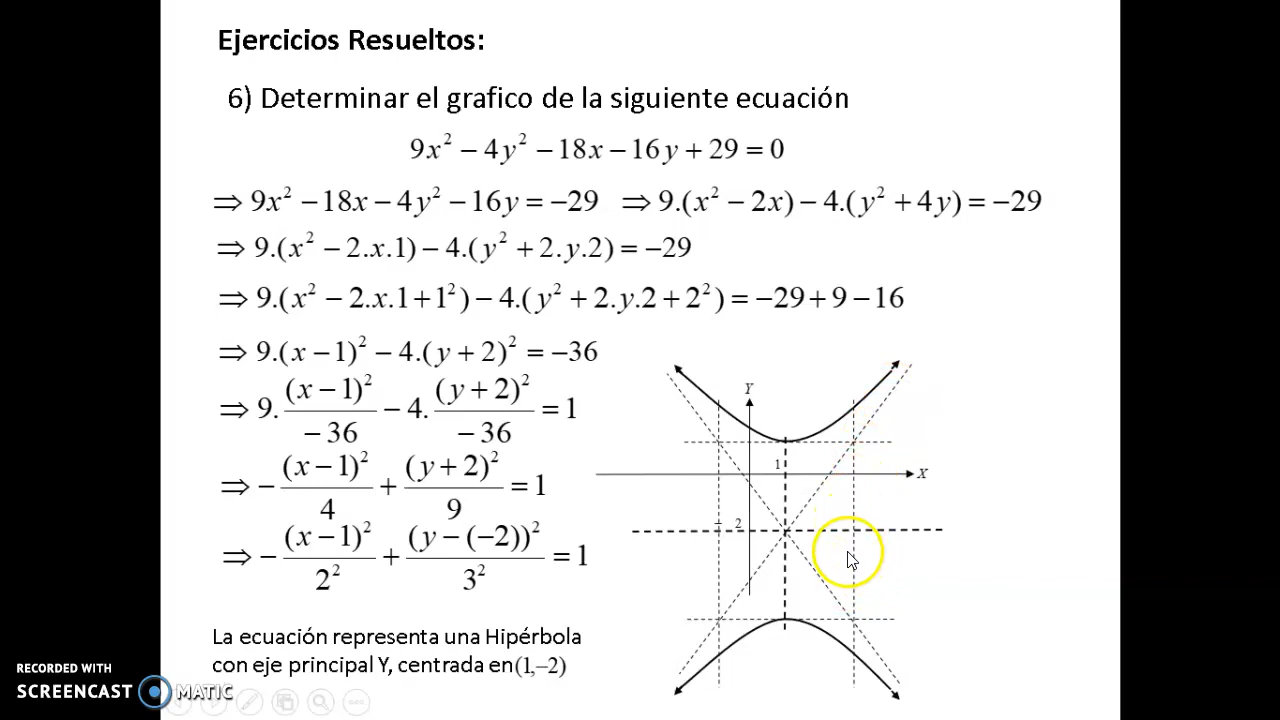 Ejercicios Resueltos:
6) Determinar el grafico de la siguiente ecuación
9x² − 4y² − 18x − 16y + 29 = 0
⇒ 9x² − 18x − 4y² − 16y = −29 ⇒ 9.(x² − 2x) − 4.(y² + 4y) = −29
⇒ 9.(x² − 2.x.1) − 4.(y² + 2.y.2) = −29
⇒ 9.(x² − 2.x.1 + 1²) − 4.(y² + 2.y.2 + 2²) = −29 + 9 − 16
⇒ 9.(x − 1)² − 4.(y + 2)² = −36
⇒ 9.(x − 1)²/−36 − 4.(y + 2)²/−36 = 1
⇒ −(x − 1)²/4 + (y + 2)²/9 = 1
⇒ −(x − 1)²/2² + (y − (−2))²/3² = 1
Y
1
X
− 2
La ecuación representa una Hipérbola
con eje principal Y, centrada en (1,−2)
RECORDED WITH
SCREENCAST MATIC